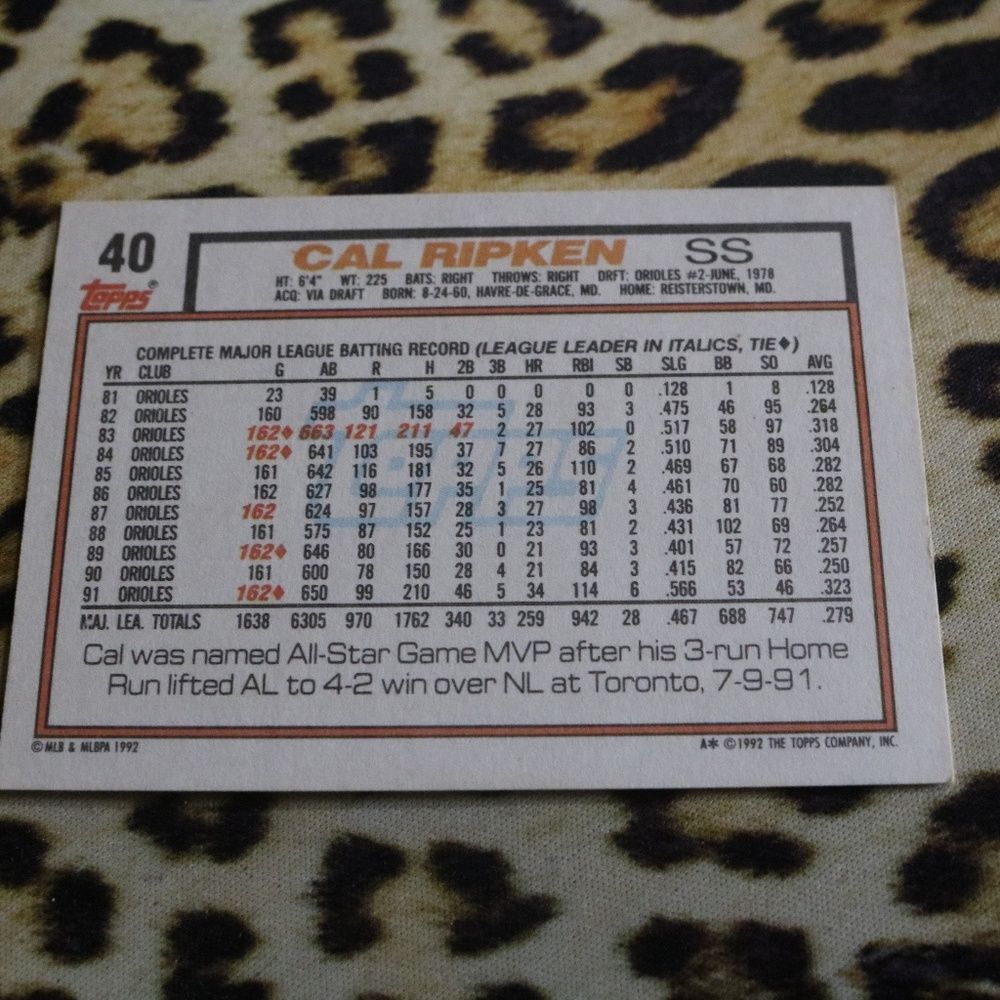 40 CAL RIPKEN SS
Topps®
HT: 6'4" WT: 225 BATS: RIGHT THROWS: RIGHT DRFT: ORIOLES #2-JUNE, 1978
ACQ: VIA DRAFT BORN: 8-24-60, HAVRE-DE-GRACE, MD. HOME: REISTERSTOWN, MD.
COMPLETE MAJOR LEAGUE BATTING RECORD (LEAGUE LEADER IN ITALICS, TIE♦)
YR CLUB G AB R H 2B 3B HR RBI SB SLG BB SO AVG
81 ORIOLES 23 39 1 5 0 0 0 0 0 .128 1 8 .128
82 ORIOLES 160 598 90 158 32 5 28 93 3 .475 46 95 .264
83 ORIOLES 162♦ 663 121 211 47 2 27 102 0 .517 58 97 .318
84 ORIOLES 162♦ 641 103 195 37 7 27 86 2 .510 71 89 .304
85 ORIOLES 161 642 116 181 32 5 26 110 2 .469 67 68 .282
86 ORIOLES 162 627 98 177 35 1 25 81 4 .461 70 60 .282
87 ORIOLES 162 624 97 157 28 3 27 98 3 .436 81 77 .252
88 ORIOLES 161 575 87 152 25 1 23 81 2 .431 102 69 .264
89 ORIOLES 162♦ 646 80 166 30 0 21 93 3 .401 57 72 .257
90 ORIOLES 161 600 78 150 28 4 21 84 3 .415 82 66 .250
91 ORIOLES 162♦ 650 99 210 46 5 34 114 6 .566 53 46 .323
MAJ. LEA. TOTALS 1638 6305 970 1762 340 33 259 942 28 .467 688 747 .279
Topps
Cal was named All-Star Game MVP after his 3-run Home
Run lifted AL to 4-2 win over NL at Toronto, 7-9-91.
© MLB & MLBPA 1992 A* ©1992 THE TOPPS COMPANY, INC.